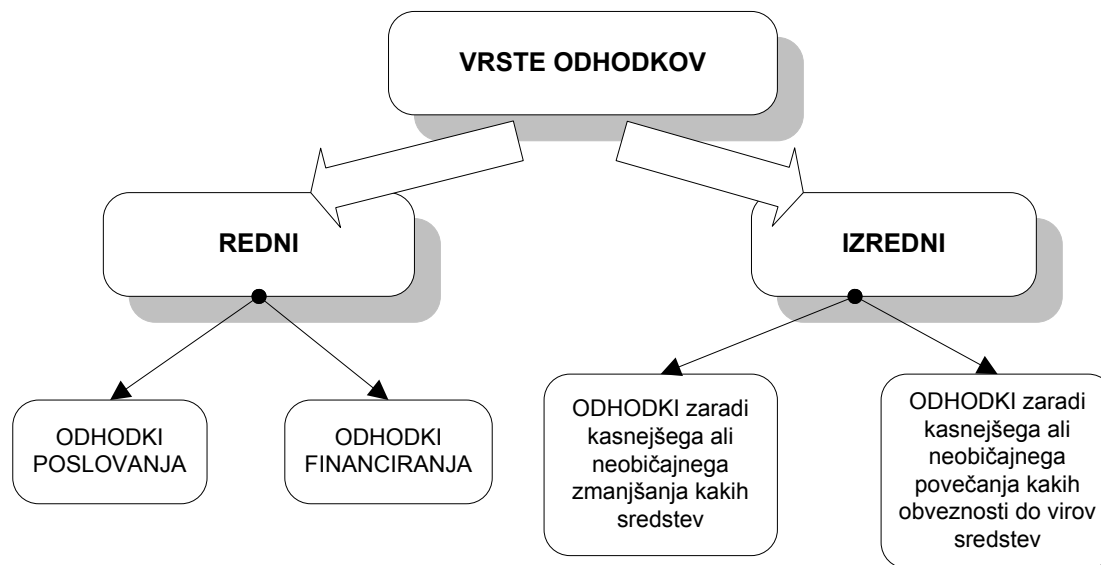 VRSTE ODHODKOV
REDNI
IZREDNI
ODHODKI
POSLOVANJA
ODHODKI
FINANCIRANJA
ODHODKI zaradi
kasnejšega ali
neobičajnega
zmanjšanja kakih
sredstev
ODHODKI zaradi
kasnejšega ali
neobičajnega
povečanja kakih
obveznosti do virov
sredstev